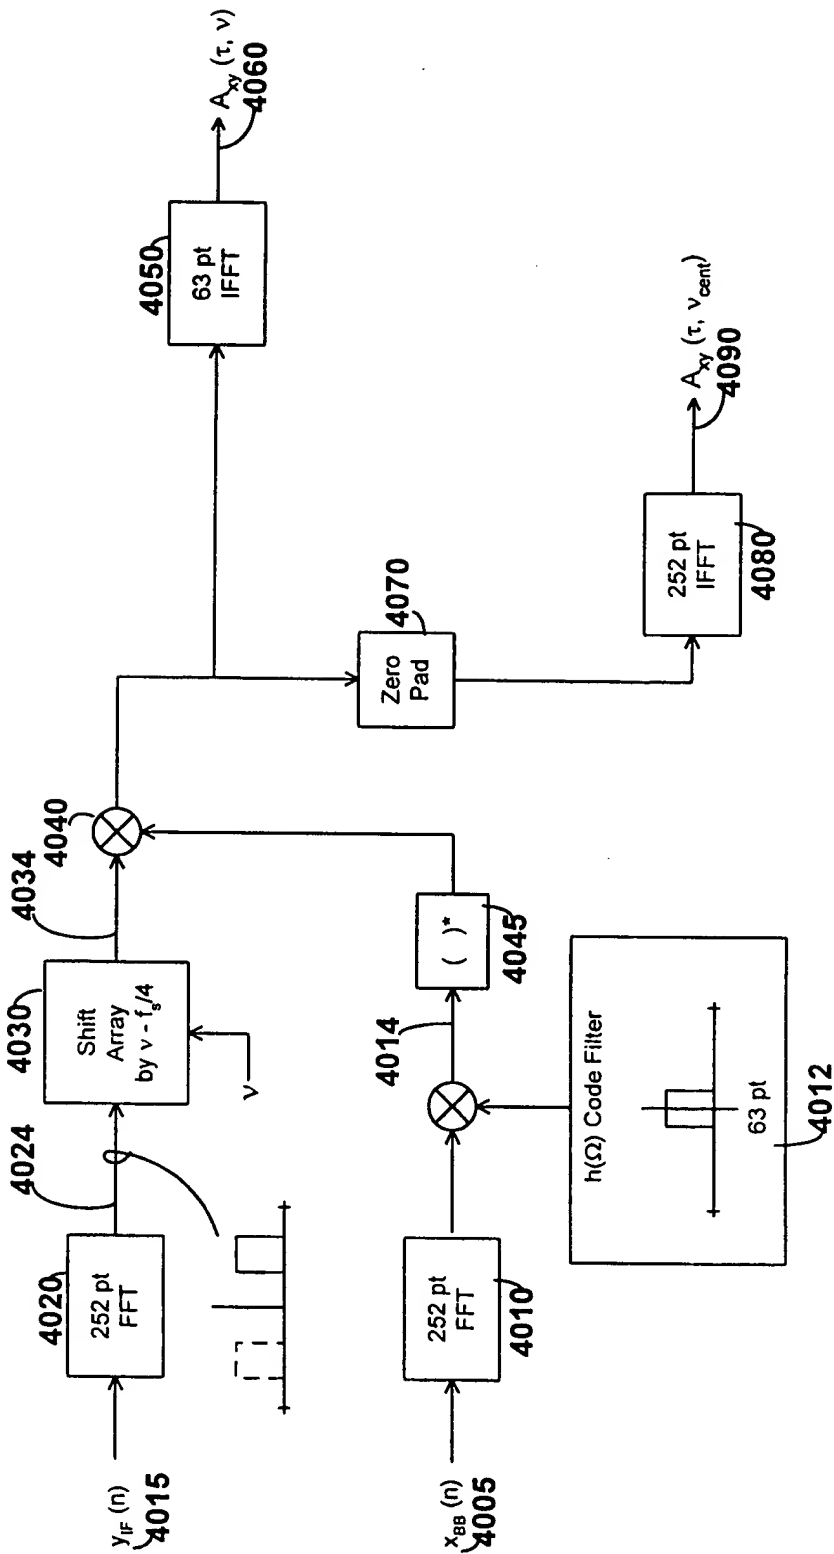 y_IF (n)
4015
252 pt
FFT
4020
4024
Shift
Array
by ν - f_s/4
4030
ν
4034
4040
63 pt
IFFT
4050
A_xy (τ, ν)
4060
x_BB (n)
4005
252 pt
FFT
4010
h(Ω) Code Filter
63 pt
4012
4014
( )*
4045
Zero
Pad
4070
252 pt
IFFT
4080
A_xy (τ, ν_cent)
4090